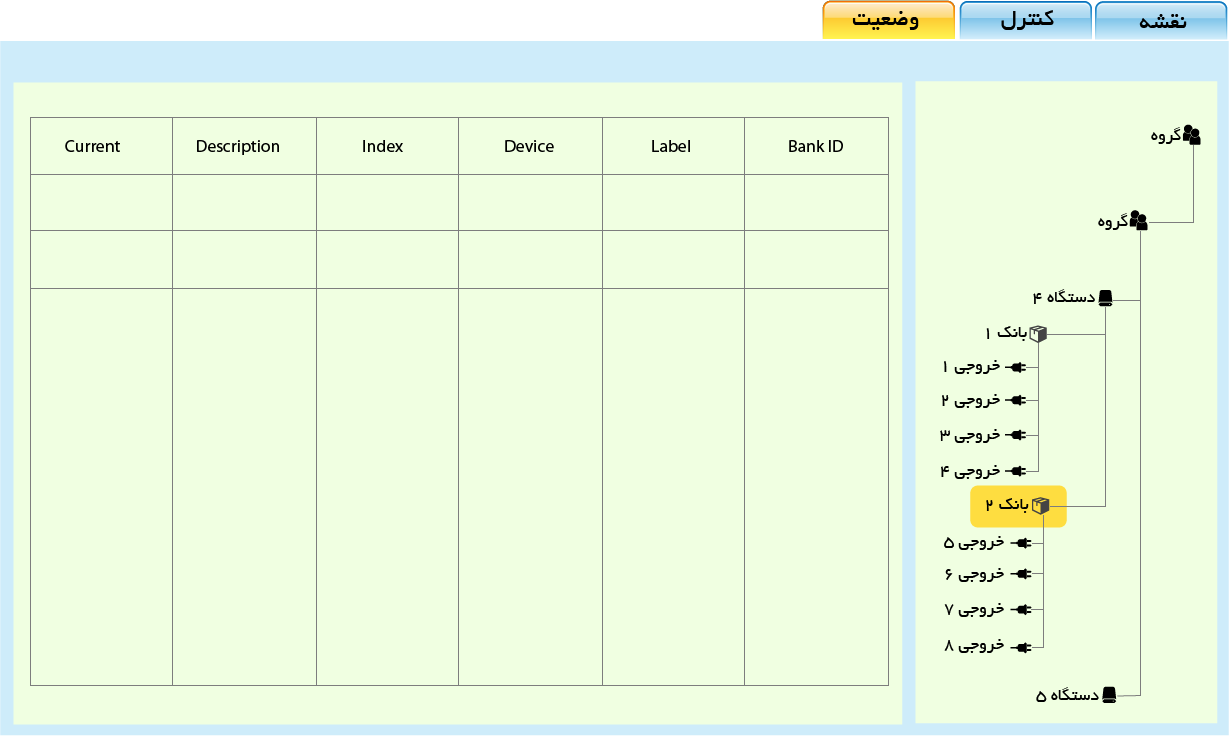 نقشه
کنترل
وضعیت
Current Description Index Device Label Bank ID
گروه
گروه
دستگاه ۴
بانک ۱
خروجی ۱
خروجی ۲
خروجی ۳
خروجی ۴
بانک ۲
خروجی ۵
خروجی ۶
خروجی ۷
خروجی ۸
دستگاه ۵